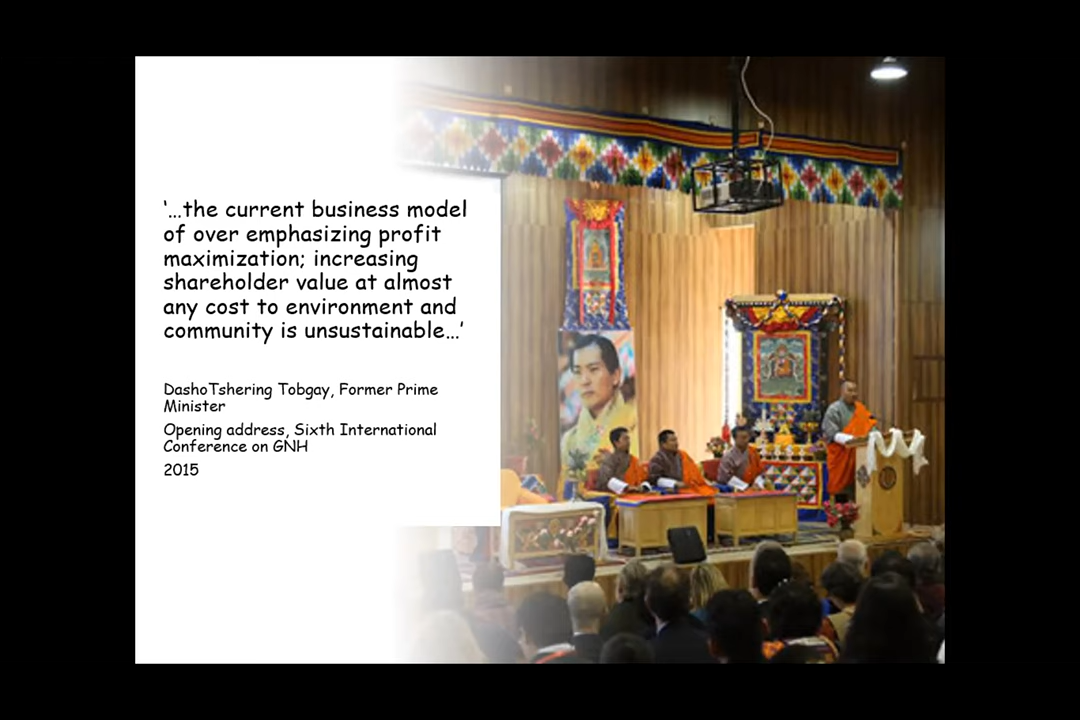 ‘...the current business model
of over emphasizing profit
maximization; increasing
shareholder value at almost
any cost to environment and
community is unsustainable...’
DashoTshering Tobgay, Former Prime
Minister
Opening address, Sixth International
Conference on GNH
2015